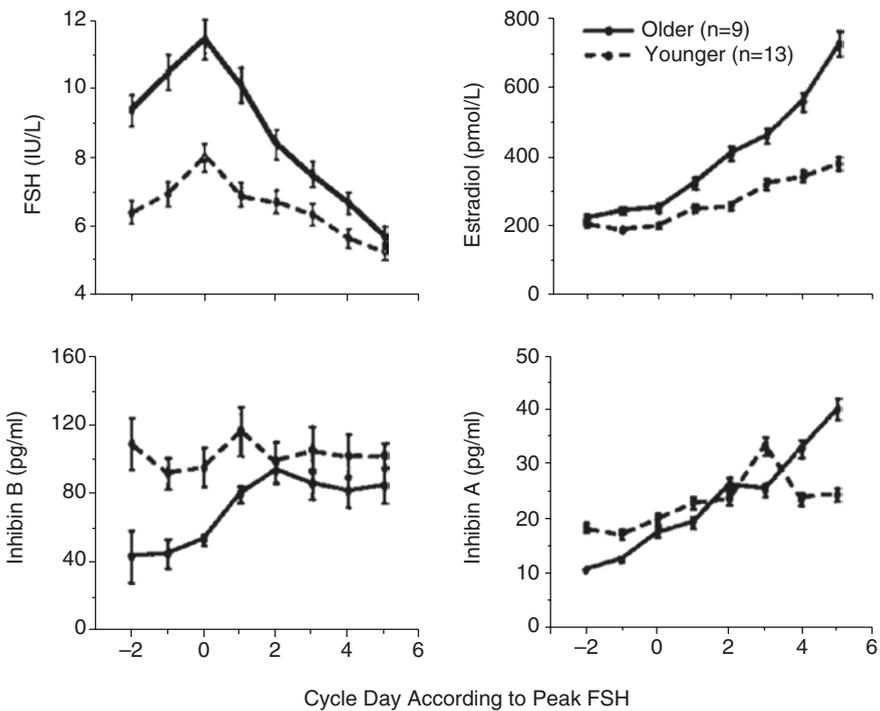 FSH (IU/L)
12
10
8
6
4
Estradiol (pmol/L)
800
600
400
200
0
Older (n=9)
Younger (n=13)
Inhibin B (pg/ml)
160
120
80
40
0
–2 0 2 4 6
Inhibin A (pg/ml)
50
40
30
20
10
0
–2 0 2 4 6
Cycle Day According to Peak FSH